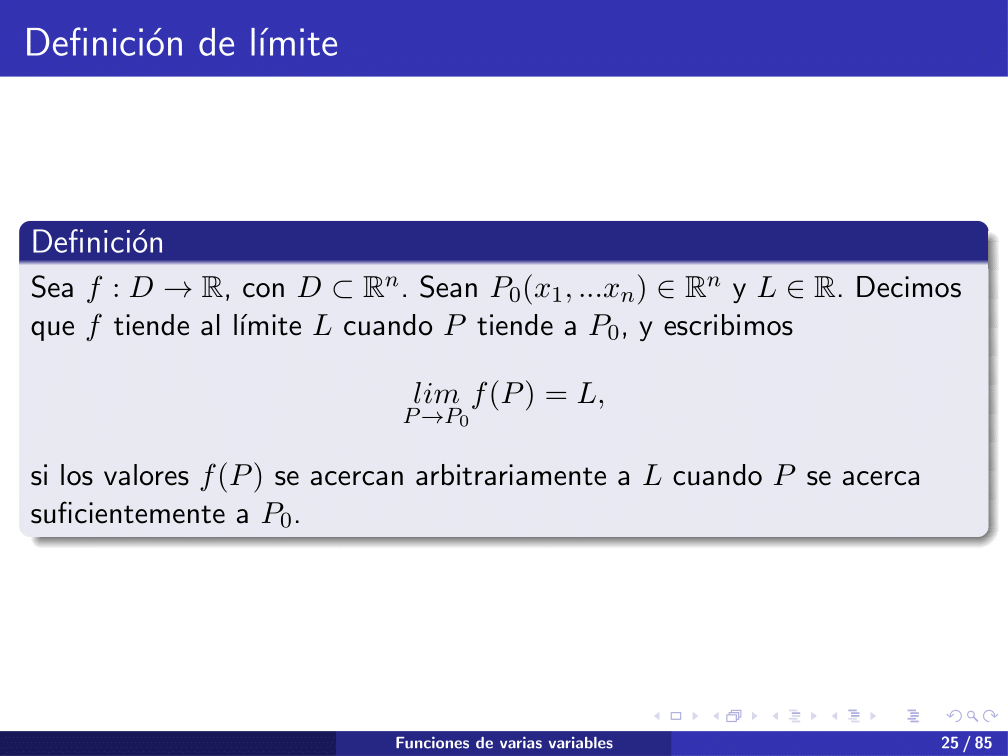 Definición de límite
Definición
Sea f : D → ℝ, con D ⊂ ℝⁿ. Sean P₀(x₁, ...xₙ) ∈ ℝⁿ y L ∈ ℝ. Decimos
que f tiende al límite L cuando P tiende a P₀, y escribimos
lim f(P) = L,
P→P₀
si los valores f(P) se acercan arbitrariamente a L cuando P se acerca
suficientemente a P₀.
Funciones de varias variables
25 / 85